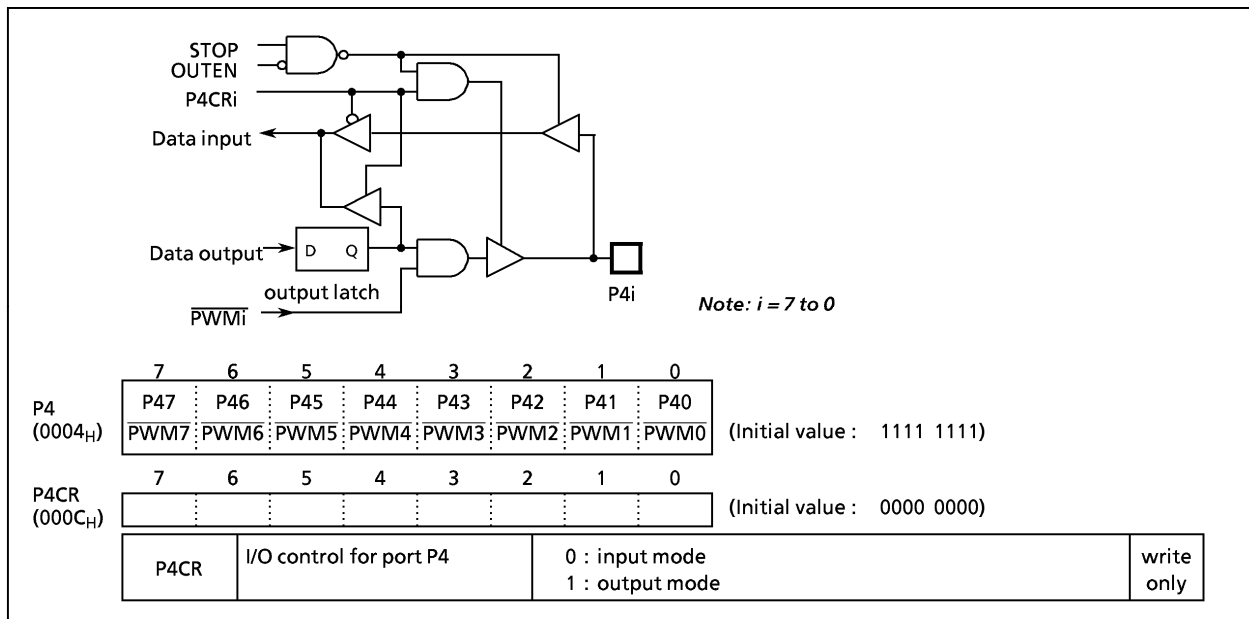 STOP
OUTEN
P4CRi
Data input
Data output
D Q
output latch
PWMi
P4i
Note: i = 7 to 0
7 6 5 4 3 2 1 0
P4 (0004H)
P47 P46 P45 P44 P43 P42 P41 P40
PWM7 PWM6 PWM5 PWM4 PWM3 PWM2 PWM1 PWM0
(Initial value : 1111 1111)
7 6 5 4 3 2 1 0
P4CR (000CH)
(Initial value : 0000 0000)
P4CR
I/O control for port P4
0 : input mode
1 : output mode
write only